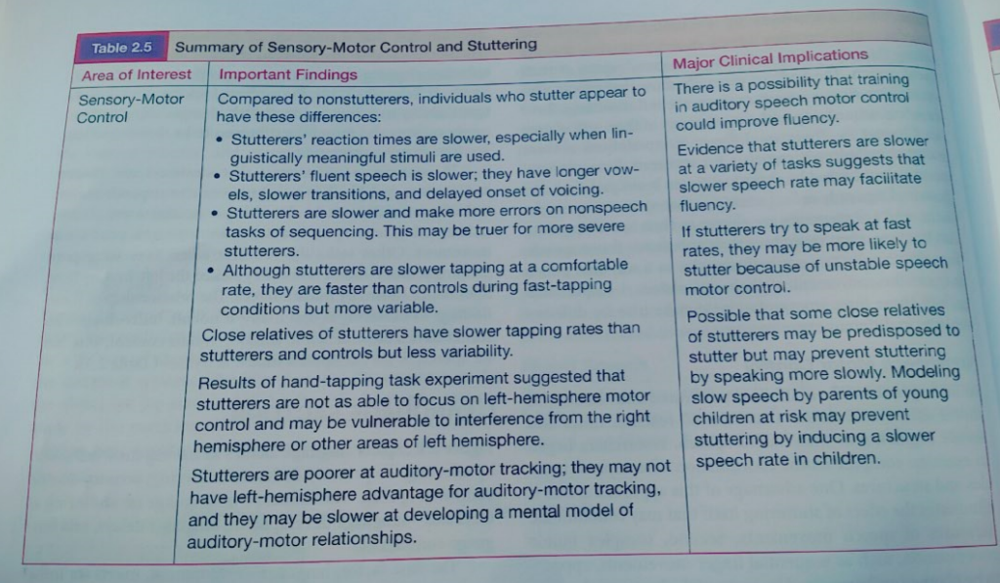 Table 2.5 Summary of Sensory-Motor Control and Stuttering
Area of Interest
Important Findings
Major Clinical Implications
Sensory-Motor
Control
Compared to nonstutterers, individuals who stutter appear to
have these differences:
• Stutterers' reaction times are slower, especially when lin-
guistically meaningful stimuli are used.
• Stutterers' fluent speech is slower; they have longer vow-
els, slower transitions, and delayed onset of voicing.
• Stutterers are slower and make more errors on nonspeech
tasks of sequencing. This may be truer for more severe
stutterers.
• Although stutterers are slower tapping at a comfortable
rate, they are faster than controls during fast-tapping
conditions but more variable.
Close relatives of stutterers have slower tapping rates than
stutterers and controls but less variability.
Results of hand-tapping task experiment suggested that
stutterers are not as able to focus on left-hemisphere motor
control and may be vulnerable to interference from the right
hemisphere or other areas of left hemisphere.
Stutterers are poorer at auditory-motor tracking; they may not
have left-hemisphere advantage for auditory-motor tracking,
and they may be slower at developing a mental model of
auditory-motor relationships.
There is a possibility that training
in auditory speech motor control
could improve fluency.
Evidence that stutterers are slower
at a variety of tasks suggests that
slower speech rate may facilitate
fluency.
If stutterers try to speak at fast
rates, they may be more likely to
stutter because of unstable speech
motor control.
Possible that some close relatives
of stutterers may be predisposed to
stutter but may prevent stuttering
by speaking more slowly. Modeling
slow speech by parents of young
children at risk may prevent
stuttering by inducing a slower
speech rate in children.